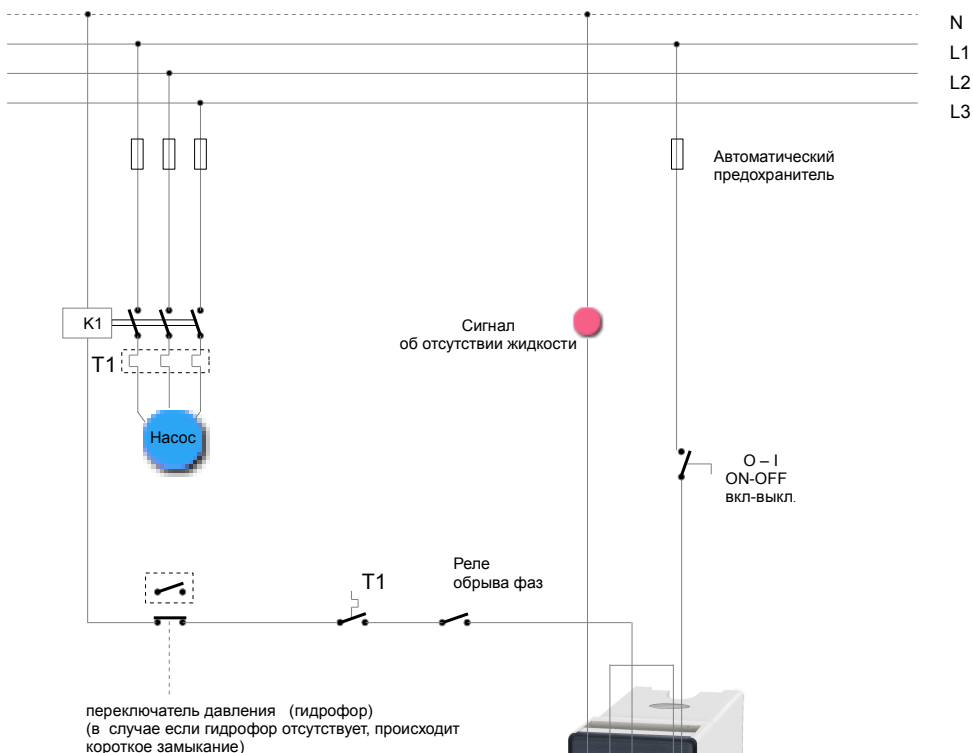 N
L1
L2
L3
Автоматический
предохранитель
K1
Сигнал
об отсутствии жидкости
T1
Насос
O – I
ON-OFF
вкл-выкл.
Реле
обрыва фаз
T1
переключатель давления (гидрофор)
(в случае если гидрофор отсутствует, происходит
короткое замыкание)